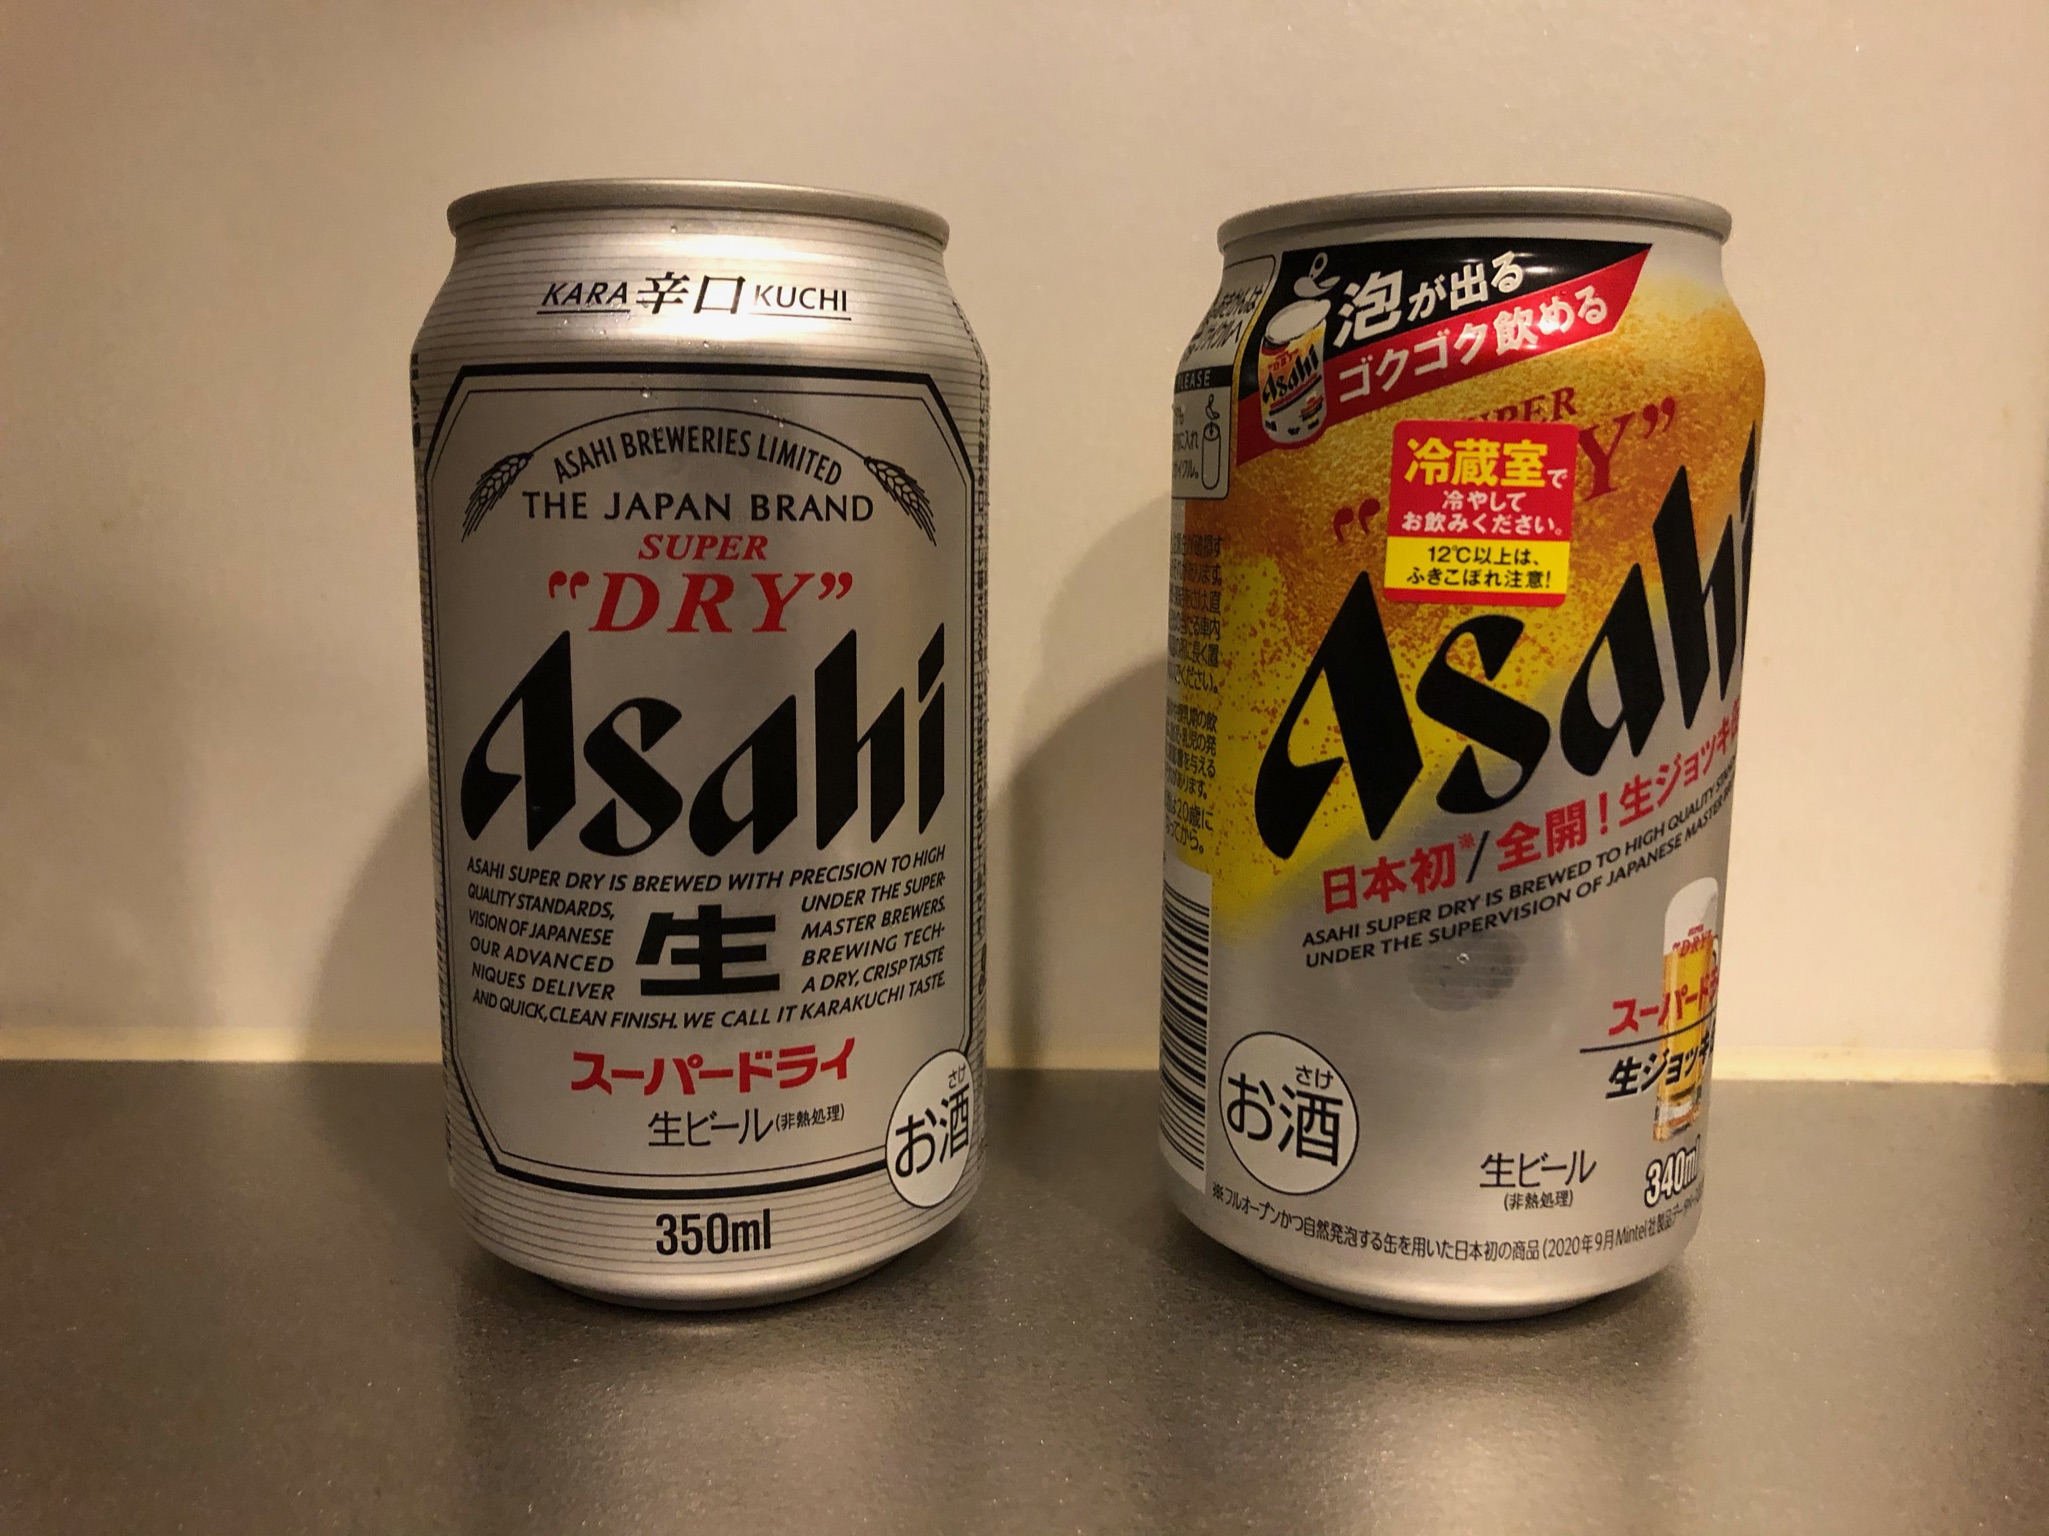 KARA 辛口 KUCHI
ASAHI BREWERIES LIMITED
THE JAPAN BRAND
SUPER
"DRY"
Asahi
ASAHI SUPER DRY IS BREWED WITH PRECISION TO HIGH
QUALITY STANDARDS, UNDER THE SUPER-
VISION OF JAPANESE MASTER BREWERS.
OUR ADVANCED BREWING TECH-
NIQUES DELIVER A DRY, CRISP TASTE
AND QUICK, CLEAN FINISH. WE CALL IT KARAKUCHI TASTE.
生
スーパードライ
生ビール(非熱処理)
さけ
お酒
350ml
泡が出る
ゴクゴク飲める
"DRY"
Asahi
冷蔵室で
冷やして
お飲みください。
12℃以上は、
ふきこぼれ注意!
Asahi
日本初※/全開!生ジョッキ
ASAHI SUPER DRY IS BREWED TO HIGH QUALITY
UNDER THE SUPERVISION OF JAPANESE MASTER
"DRY"
スーパード
生ジョッキ
さけ
お酒
生ビール
(非熱処理)
340ml
※フルオープンかつ自然発泡する缶を用いた日本初の商品(2020年9月Mintel社製品デー